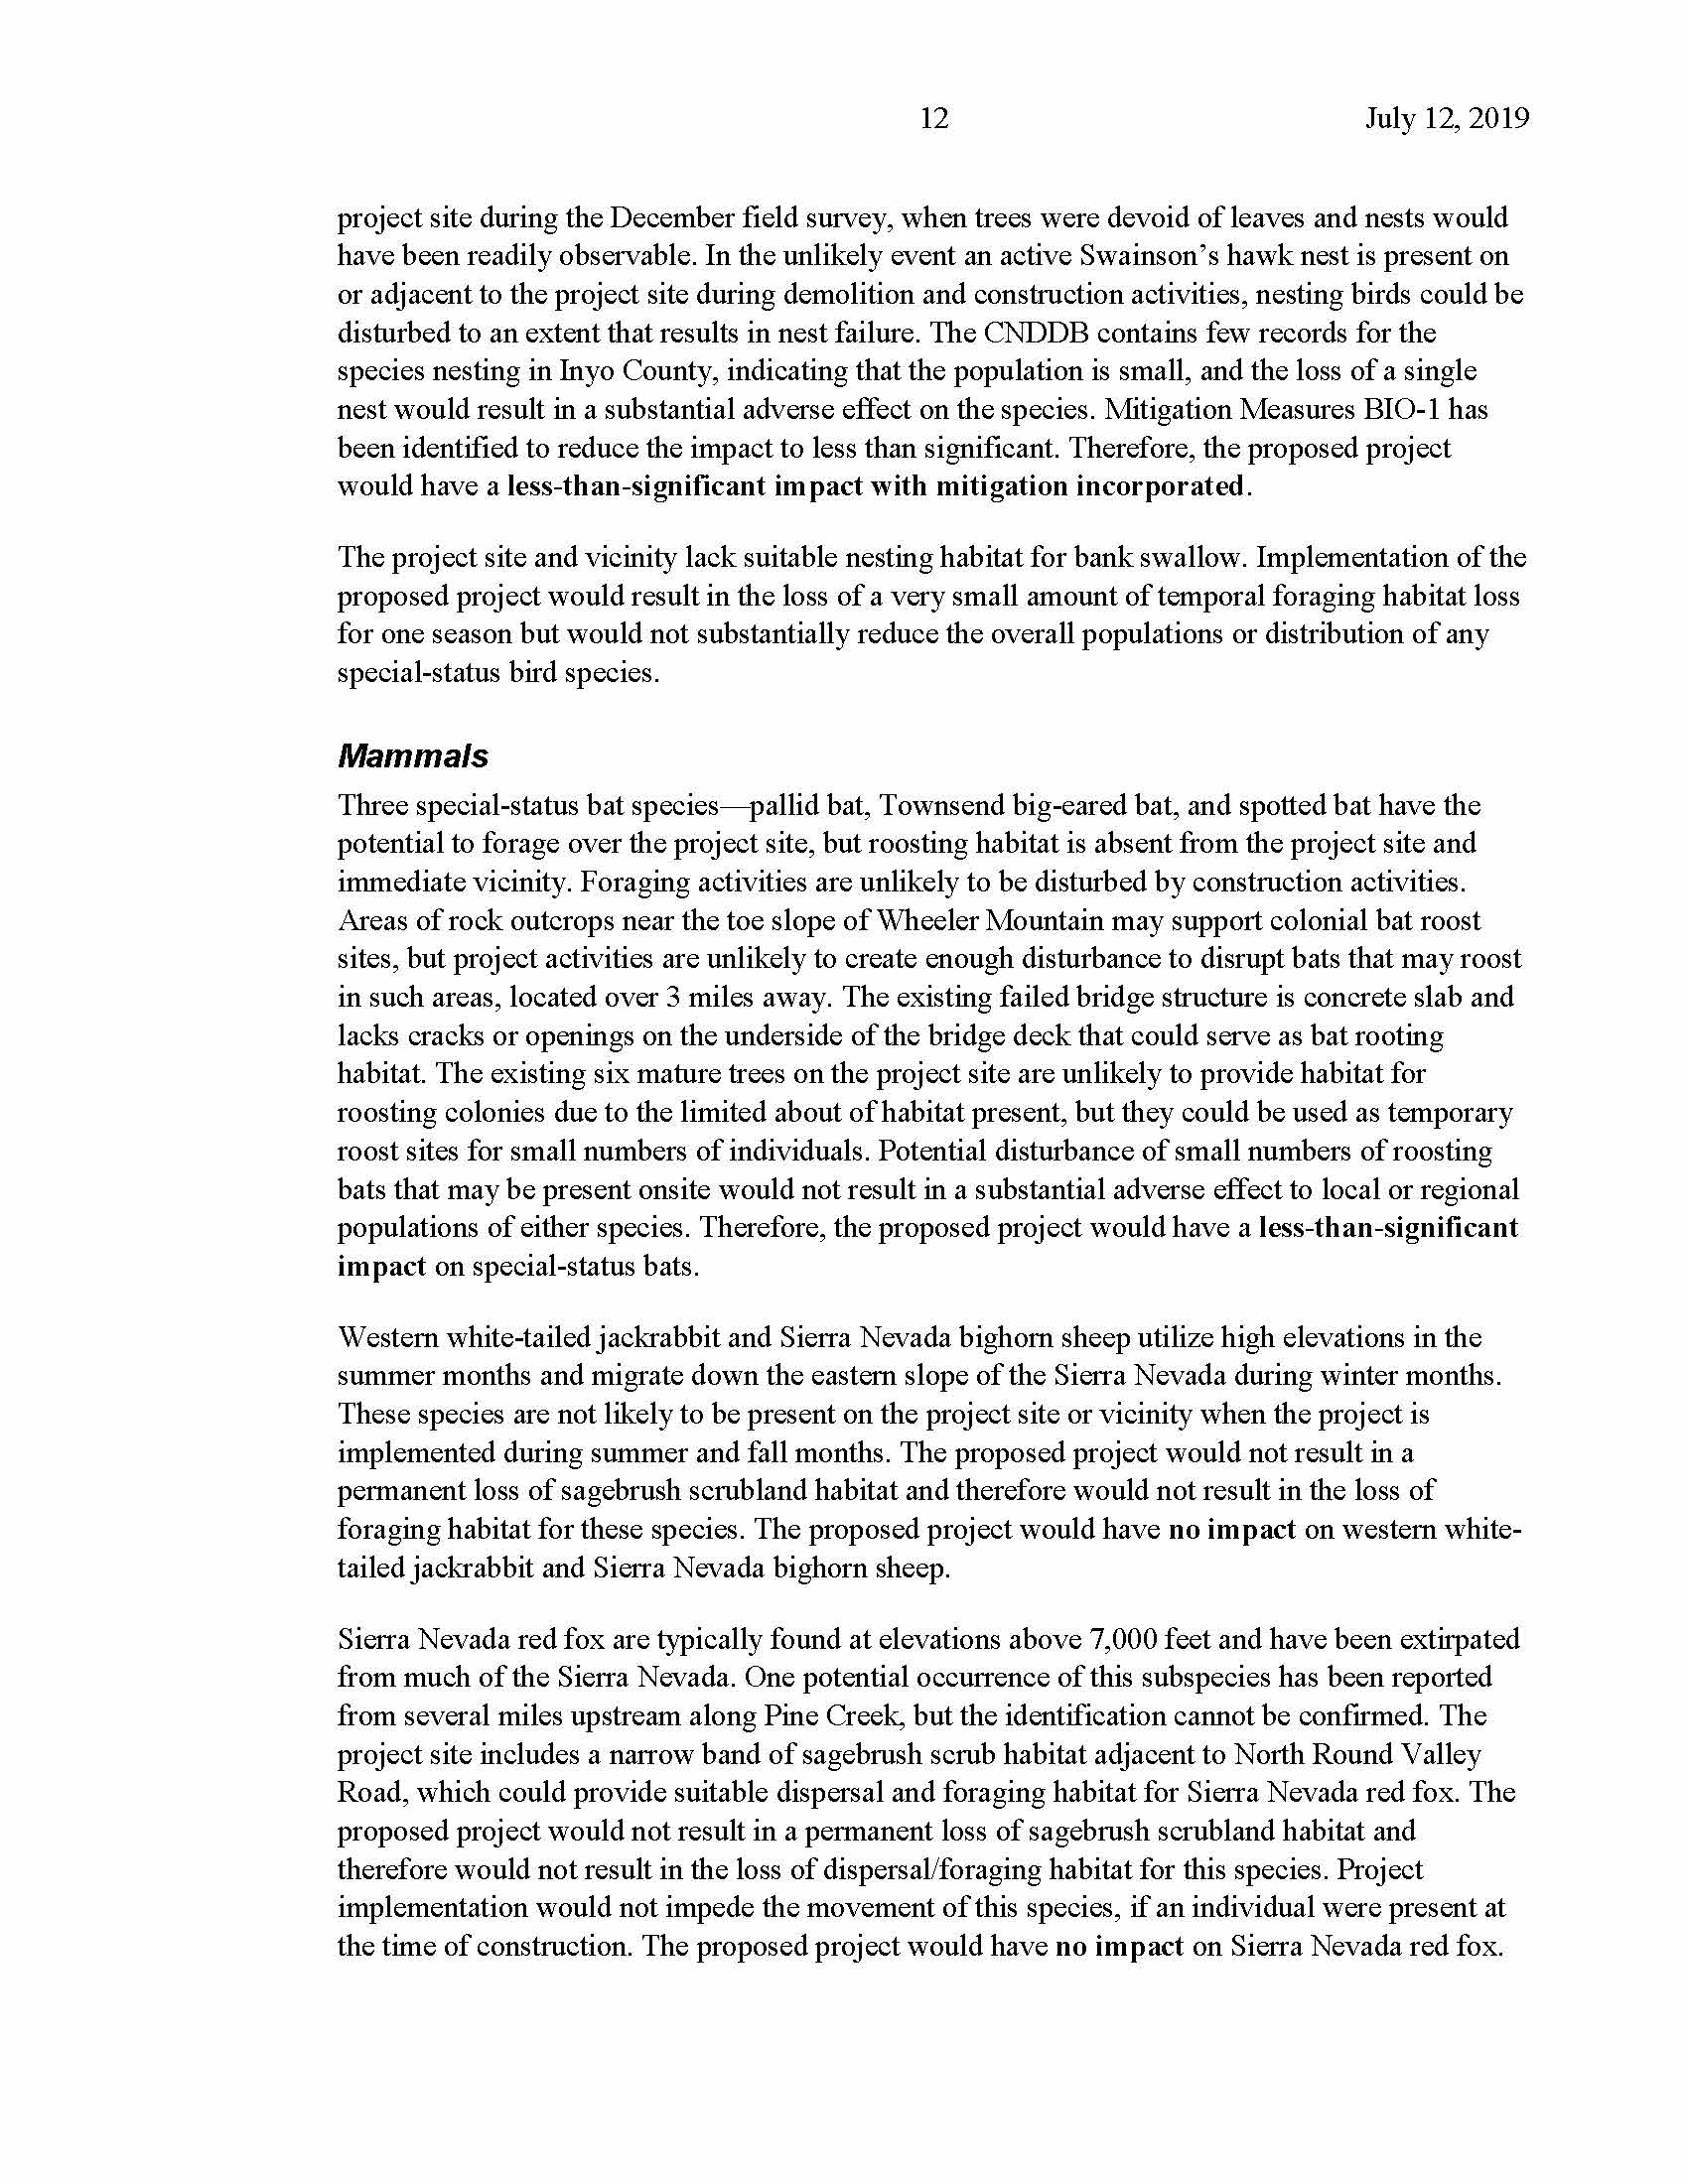 12 July 12, 2019
project site during the December field survey, when trees were devoid of leaves and nests would
have been readily observable. In the unlikely event an active Swainson's hawk nest is present on
or adjacent to the project site during demolition and construction activities, nesting birds could be
disturbed to an extent that results in nest failure. The CNDDB contains few records for the
species nesting in Inyo County, indicating that the population is small, and the loss of a single
nest would result in a substantial adverse effect on the species. Mitigation Measures BIO-1 has
been identified to reduce the impact to less than significant. Therefore, the proposed project
would have a less-than-significant impact with mitigation incorporated.
The project site and vicinity lack suitable nesting habitat for bank swallow. Implementation of the
proposed project would result in the loss of a very small amount of temporal foraging habitat loss
for one season but would not substantially reduce the overall populations or distribution of any
special-status bird species.
Mammals
Three special-status bat species—pallid bat, Townsend big-eared bat, and spotted bat have the
potential to forage over the project site, but roosting habitat is absent from the project site and
immediate vicinity. Foraging activities are unlikely to be disturbed by construction activities.
Areas of rock outcrops near the toe slope of Wheeler Mountain may support colonial bat roost
sites, but project activities are unlikely to create enough disturbance to disrupt bats that may roost
in such areas, located over 3 miles away. The existing failed bridge structure is concrete slab and
lacks cracks or openings on the underside of the bridge deck that could serve as bat rooting
habitat. The existing six mature trees on the project site are unlikely to provide habitat for
roosting colonies due to the limited about of habitat present, but they could be used as temporary
roost sites for small numbers of individuals. Potential disturbance of small numbers of roosting
bats that may be present onsite would not result in a substantial adverse effect to local or regional
populations of either species. Therefore, the proposed project would have a less-than-significant
impact on special-status bats.
Western white-tailed jackrabbit and Sierra Nevada bighorn sheep utilize high elevations in the
summer months and migrate down the eastern slope of the Sierra Nevada during winter months.
These species are not likely to be present on the project site or vicinity when the project is
implemented during summer and fall months. The proposed project would not result in a
permanent loss of sagebrush scrubland habitat and therefore would not result in the loss of
foraging habitat for these species. The proposed project would have no impact on western white-
tailed jackrabbit and Sierra Nevada bighorn sheep.
Sierra Nevada red fox are typically found at elevations above 7,000 feet and have been extirpated
from much of the Sierra Nevada. One potential occurrence of this subspecies has been reported
from several miles upstream along Pine Creek, but the identification cannot be confirmed. The
project site includes a narrow band of sagebrush scrub habitat adjacent to North Round Valley
Road, which could provide suitable dispersal and foraging habitat for Sierra Nevada red fox. The
proposed project would not result in a permanent loss of sagebrush scrubland habitat and
therefore would not result in the loss of dispersal/foraging habitat for this species. Project
implementation would not impede the movement of this species, if an individual were present at
the time of construction. The proposed project would have no impact on Sierra Nevada red fox.